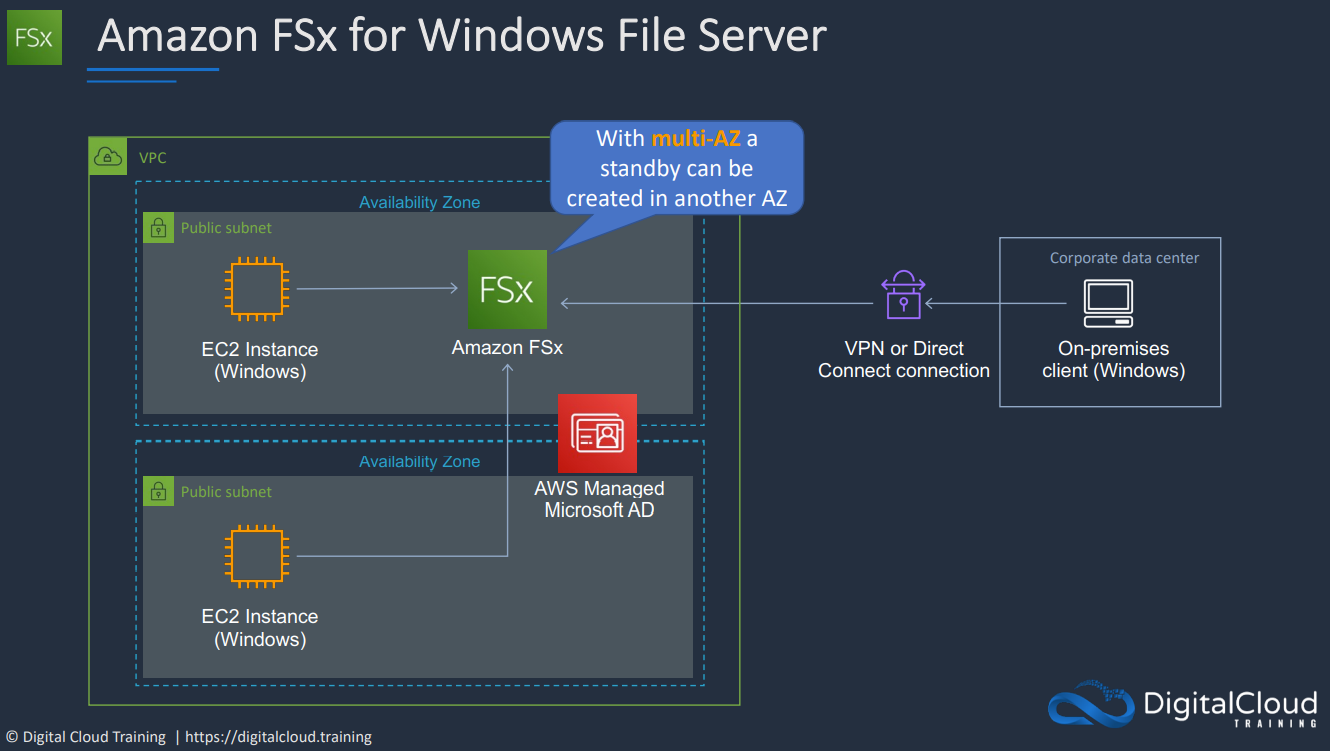 FSx
Amazon FSx for Windows File Server
With multi-AZ a
standby can be
created in another AZ
VPC
Availability Zone
Public subnet
FSx
EC2 Instance
(Windows)
Amazon FSx
VPN or Direct
Connect connection
Corporate data center
On-premises
client (Windows)
AWS Managed
Microsoft AD
Availability Zone
Public subnet
EC2 Instance
(Windows)
DigitalCloud
TRAINING
© Digital Cloud Training | https://digitalcloud.training